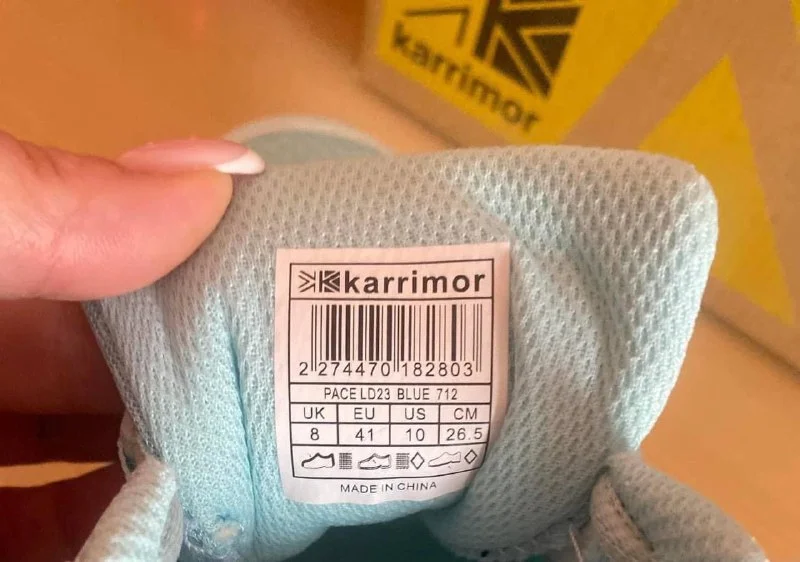 karrimor
karrimor
2 274470 182803
PACE LD23 BLUE 712
UK EU US CM
8 41 10 26.5
MADE IN CHINA